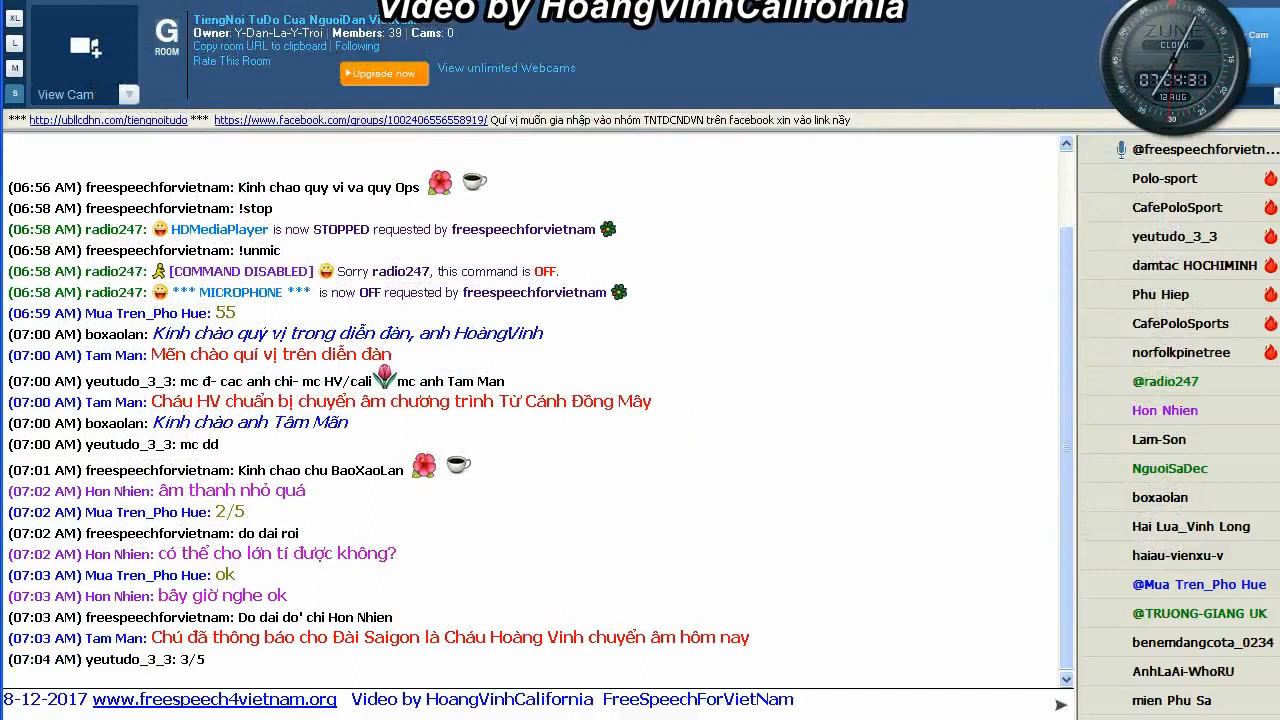 Video by HoangVinhCalifornia
XL
L
M
S
View Cam
G
ROOM
TiengNoi TuDo Cua NguoiDan VietNam
Owner: Y-Dan-La-Y-Troi | Members: 39 | Cams: 0
Copy room URL to clipboard | Following
Rate This Room
Upgrade now
View unlimited Webcams
ZUNE
CLOCK
07:04:38
12 AUG
Cam
*** http://ubllcdhn.com/tiengnoitudo *** https://www.facebook.com/groups/100240655655819/ Quí vị muốn gia nhập vào nhóm TNTDCNDVN trên facebook xin vào link nầy
(06:56 AM) freespeechforvietnam: Kinh chao quy vi va quy Ops
(06:58 AM) freespeechforvietnam: !stop
(06:58 AM) radio247: HDMediaPlayer is now STOPPED requested by freespeechforvietnam
(06:58 AM) freespeechforvietnam: !unmic
(06:58 AM) radio247: [COMMAND DISABLED] Sorry radio247, this command is OFF.
(06:58 AM) radio247: *** MICROPHONE *** is now OFF requested by freespeechforvietnam
(06:59 AM) Mua Tren_Pho Hue: 55
(07:00 AM) boxaolan: Kính chào quý vị trong diễn đàn, anh HoàngVinh
(07:00 AM) Tam Man: Mến chào quí vị trên diễn đàn
(07:00 AM) yeutudo_3_3: mc đ- cac anh chi- mc HV/cali mc anh Tam Man
(07:00 AM) Tam Man: Cháu HV chuẩn bị chuyển âm chương trình Từ Cánh Đồng Mây
(07:00 AM) boxaolan: Kính chào anh Tâm Mãn
(07:00 AM) yeutudo_3_3: mc dd
(07:01 AM) freespeechforvietnam: Kinh chao chu BaoXaoLan
(07:02 AM) Hon Nhien: âm thanh nhỏ quá
(07:02 AM) Mua Tren_Pho Hue: 2/5
(07:02 AM) freespeechforvietnam: do dai roi
(07:02 AM) Hon Nhien: có thể cho lớn tí được không?
(07:03 AM) Mua Tren_Pho Hue: ok
(07:03 AM) Hon Nhien: bây giờ nghe ok
(07:03 AM) freespeechforvietnam: Do dai do' chi Hon Nhien
(07:03 AM) Tam Man: Chú đã thông báo cho Đài Saigon là Cháu Hoàng Vinh chuyển âm hôm nay
(07:04 AM) yeutudo_3_3: 3/5
8-12-2017 www.freespeech4vietnam.org Video by HoangVinhCalifornia FreeSpeechForVietNam
@freespeechforvietn...
Polo-sport
CafePoloSport
yeutudo_3_3
damtac HOCHIMINH
Phu Hiep
CafePoloSports
norfolkpinetree
@radio247
Hon Nhien
Lam-Son
NguoiSaDec
boxaolan
Hai Lua_Vinh Long
haiau-vienxu-v
@Mua Tren_Pho Hue
@TRUONG-GIANG UK
benemdangcota_0234
AnhLaAi-WhoRU
mien Phu Sa